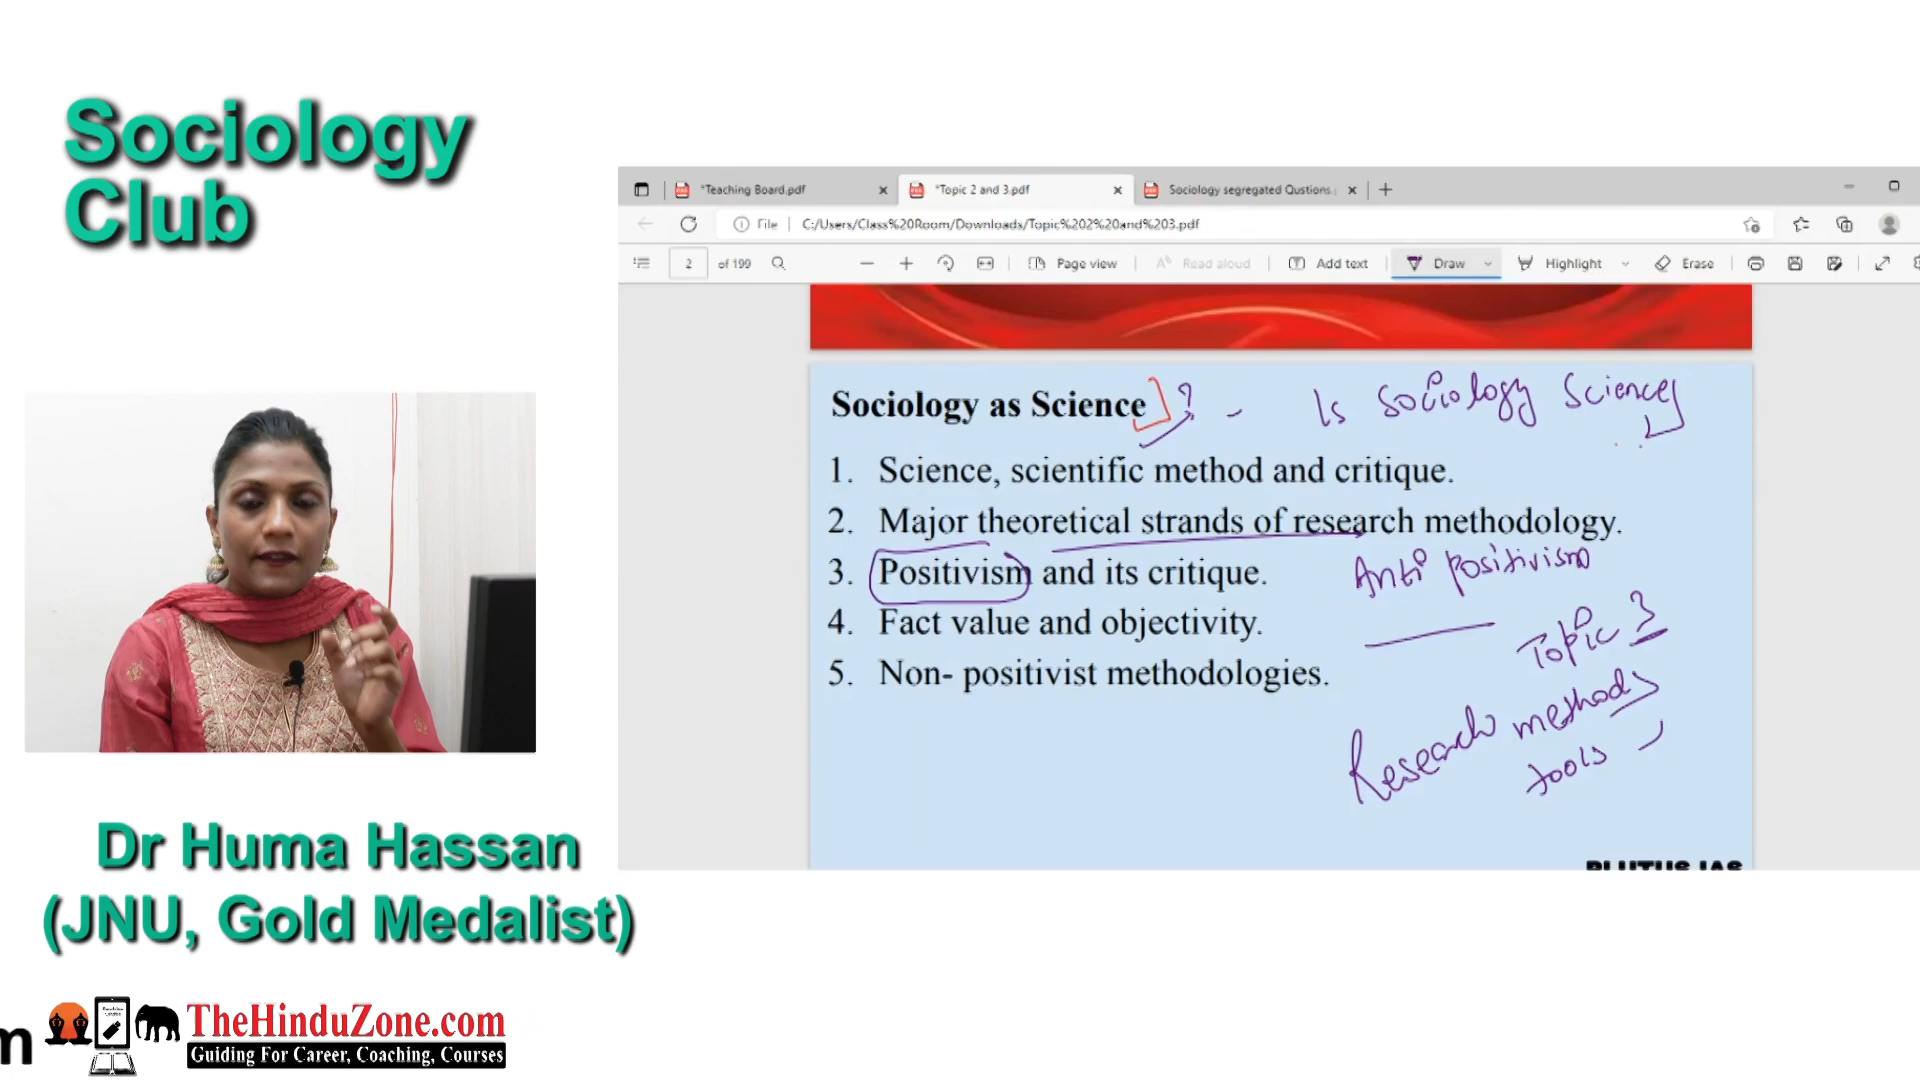 Sociology
Club
*Teaching Board.pdf
*Topic 2 and 3.pdf
Sociology segregated Qustions.
File
C:/Users/Class%20Room/Downloads/Topic%202%20and%203.pdf
2 of 199
Page view
Read aloud
Add text
Draw
Highlight
Erase
Sociology as Science ? - Is Sociology Science
1. Science, scientific method and critique.
2. Major theoretical strands of research methodology.
3. Positivism and its critique.
Anti positivism
4. Fact value and objectivity.
Topic 3
5. Non- positivist methodologies.
Research methods
tools
PLUTUS IAS
Dr Huma Hassan
(JNU, Gold Medalist)
m
TheHinduZone.com
Guiding For Career, Coaching, Courses